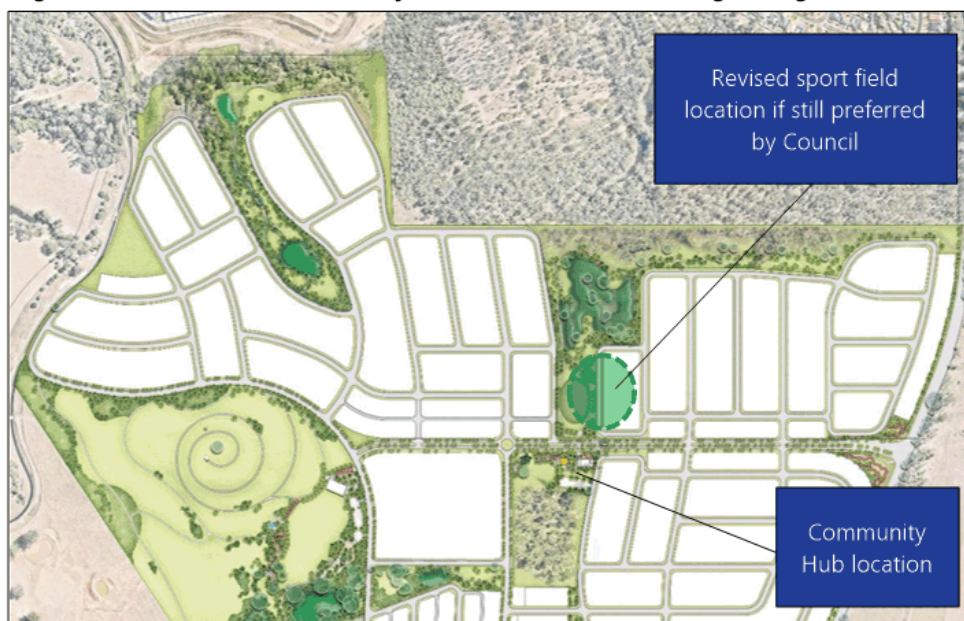 Revised sport field
location if still preferred
by Council
Community
Hub location